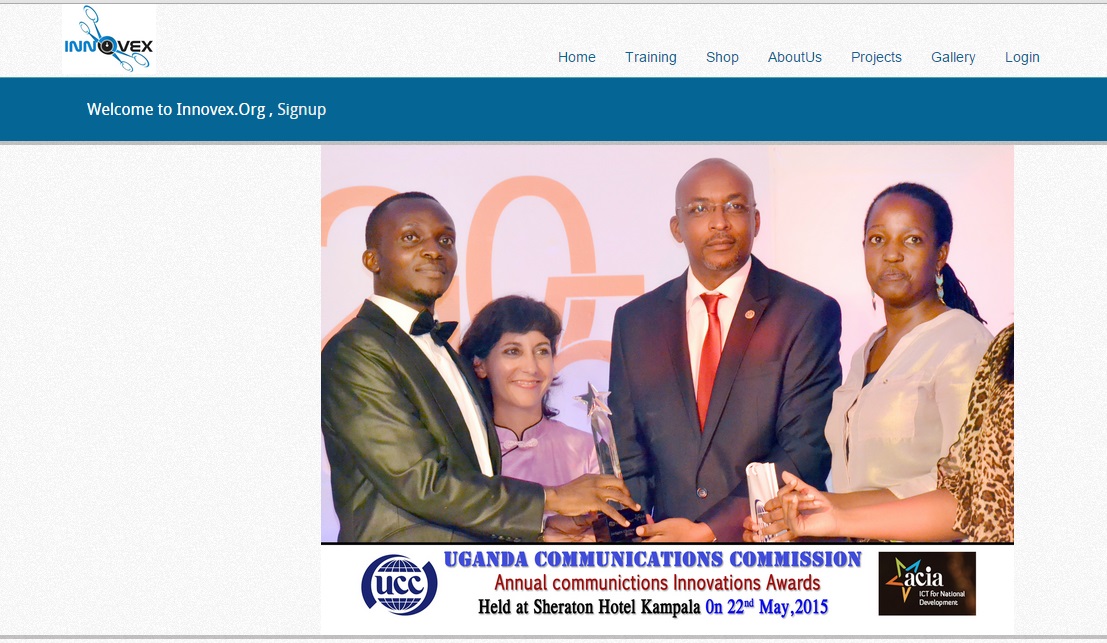 INNOVEX
Home Training Shop AboutUs Projects Gallery Login
Welcome to Innovex.Org , Signup
20
UGANDA COMMUNICATIONS COMMISSION
ucc
Annual communictions Innovations Awards
Held at Sheraton Hotel Kampala On 22nd May,2015
acia
ICT For National
Development